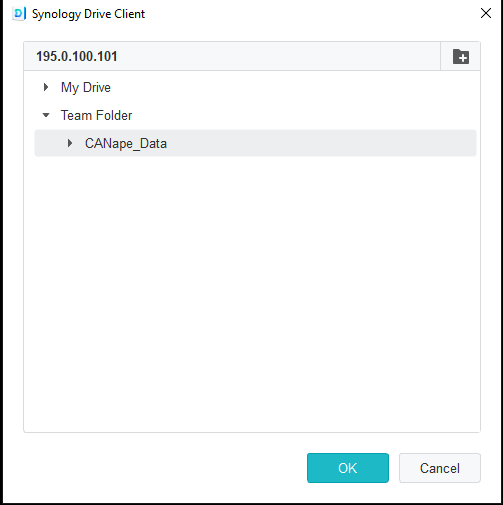 Synology Drive Client
195.0.100.101
My Drive
Team Folder
CANape_Data
OK
Cancel